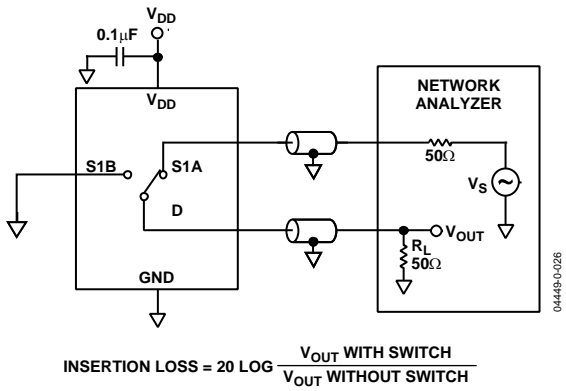 VDD
0.1μF
VDD
S1B
S1A
D
GND
NETWORK
ANALYZER
50Ω
VS
VOUT
RL
50Ω
04449-0-026
INSERTION LOSS = 20 LOG VOUT WITH SWITCH
VOUT WITHOUT SWITCH